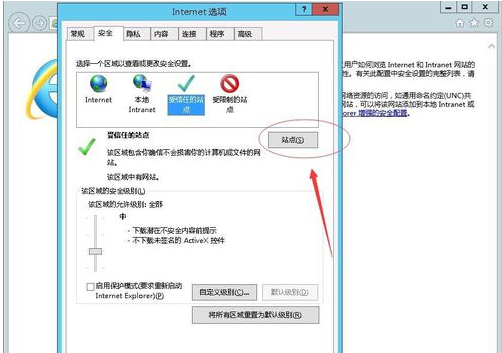 Internet 选项
常规 安全 隐私 内容 连接 程序 高级
选择一个区域以查看或更改安全设置。
Internet 本地 Intranet 受信任的站点 受限制的站点
受信任的站点
站点(S)
该区域包含你确信不会损害你的计算机或文件的网站。
该区域中有网站。
该区域的安全级别(L)
该区域的允许级别: 全部
中
- 下载潜在不安全内容前提示
- 不下载未签名的 ActiveX 控件
启用保护模式(要求重新启动 Internet Explorer)(P)
自定义级别(C)... 默认级别(D)
将所有区域重置为默认级别(R)
用户如何浏览 Internet 和 Intranet 网站的
性。有关此配置中安全设置的完整列表，请
网络资源的访问，如通用命名约定(UNC)共
网站，可以将该网站添加到本地 Intranet 或
orer 增强的安全配置。